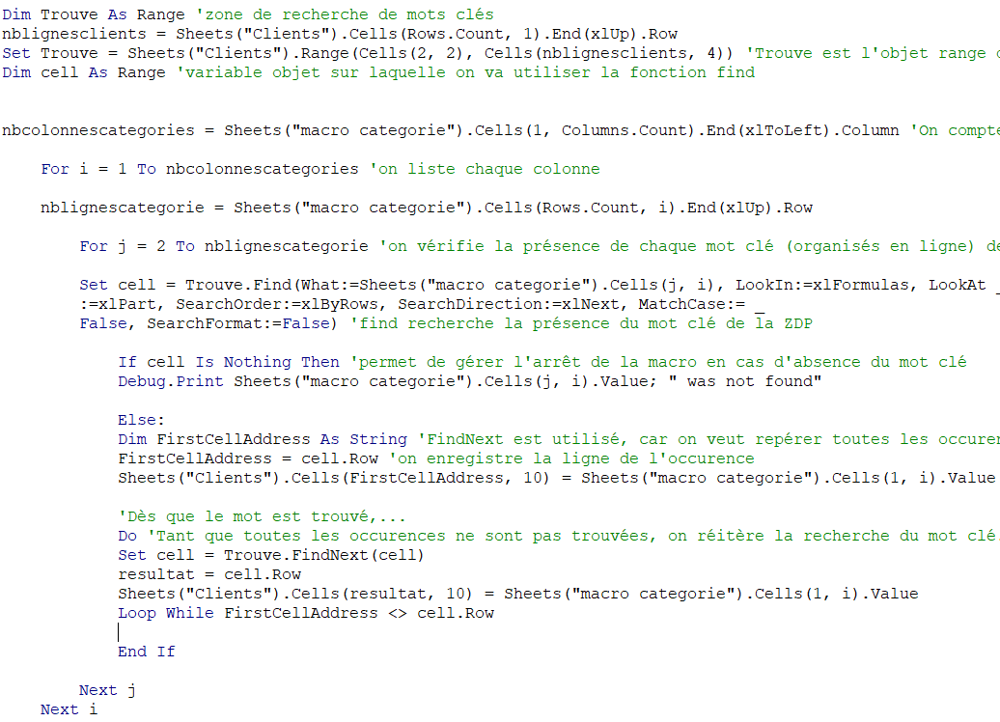 Dim Trouve As Range 'zone de recherche de mots clés
nblignesclients = Sheets("Clients").Cells(Rows.Count, 1).End(xlUp).Row
Set Trouve = Sheets("Clients").Range(Cells(2, 2), Cells(nblignesclients, 4)) 'Trouve est l'objet range
Dim cell As Range 'variable objet sur laquelle on va utiliser la fonction find
nbcolonnescategories = Sheets("macro categorie").Cells(1, Columns.Count).End(xlToLeft).Column 'On compte
For i = 1 To nbcolonnescategories 'on liste chaque colonne
nblignescategorie = Sheets("macro categorie").Cells(Rows.Count, i).End(xlUp).Row
For j = 2 To nblignescategorie 'on vérifie la présence de chaque mot clé (organisés en ligne) de
Set cell = Trouve.Find(What:=Sheets("macro categorie").Cells(j, i), LookIn:=xlFormulas, LookAt _
:=xlPart, SearchOrder:=xlByRows, SearchDirection:=xlNext, MatchCase:= _
False, SearchFormat:=False) 'find recherche la présence du mot clé de la ZDP
If cell Is Nothing Then 'permet de gérer l'arrêt de la macro en cas d'absence du mot clé
Debug.Print Sheets("macro categorie").Cells(j, i).Value; " was not found"
Else:
Dim FirstCellAddress As String 'FindNext est utilisé, car on veut repérer toutes les occuren
FirstCellAddress = cell.Row 'on enregistre la ligne de l'occurence
Sheets("Clients").Cells(FirstCellAddress, 10) = Sheets("macro categorie").Cells(1, i).Value
'Dès que le mot est trouvé,...
Do 'Tant que toutes les occurences ne sont pas trouvées, on réitère la recherche du mot clé
Set cell = Trouve.FindNext(cell)
resultat = cell.Row
Sheets("Clients").Cells(resultat, 10) = Sheets("macro categorie").Cells(1, i).Value
Loop While FirstCellAddress <> cell.Row
End If
Next j
Next i